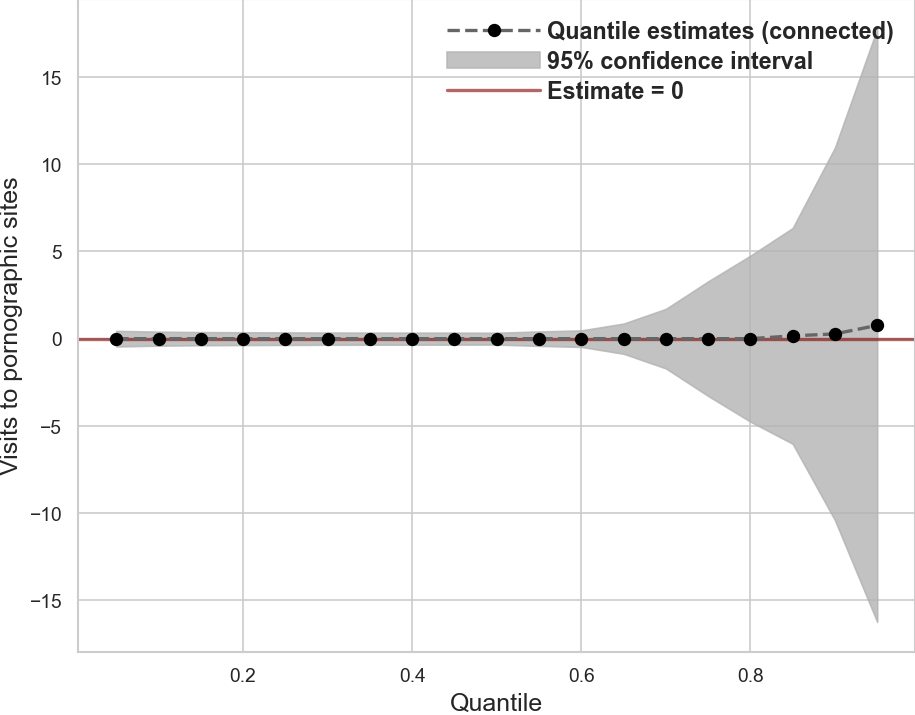 Quantile estimates (connected)
95% confidence interval
Estimate = 0
Visits to pornographic sites
15
10
5
0
−5
−10
−15
0.2
0.4
0.6
0.8
Quantile